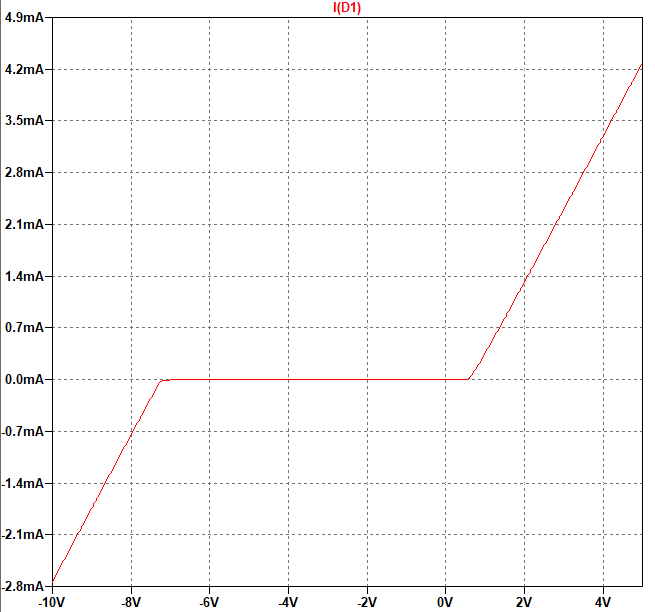 I(D1)
4.9mA
4.2mA
3.5mA
2.8mA
2.1mA
1.4mA
0.7mA
0.0mA
-0.7mA
-1.4mA
-2.1mA
-2.8mA
-10V -8V -6V -4V -2V 0V 2V 4V